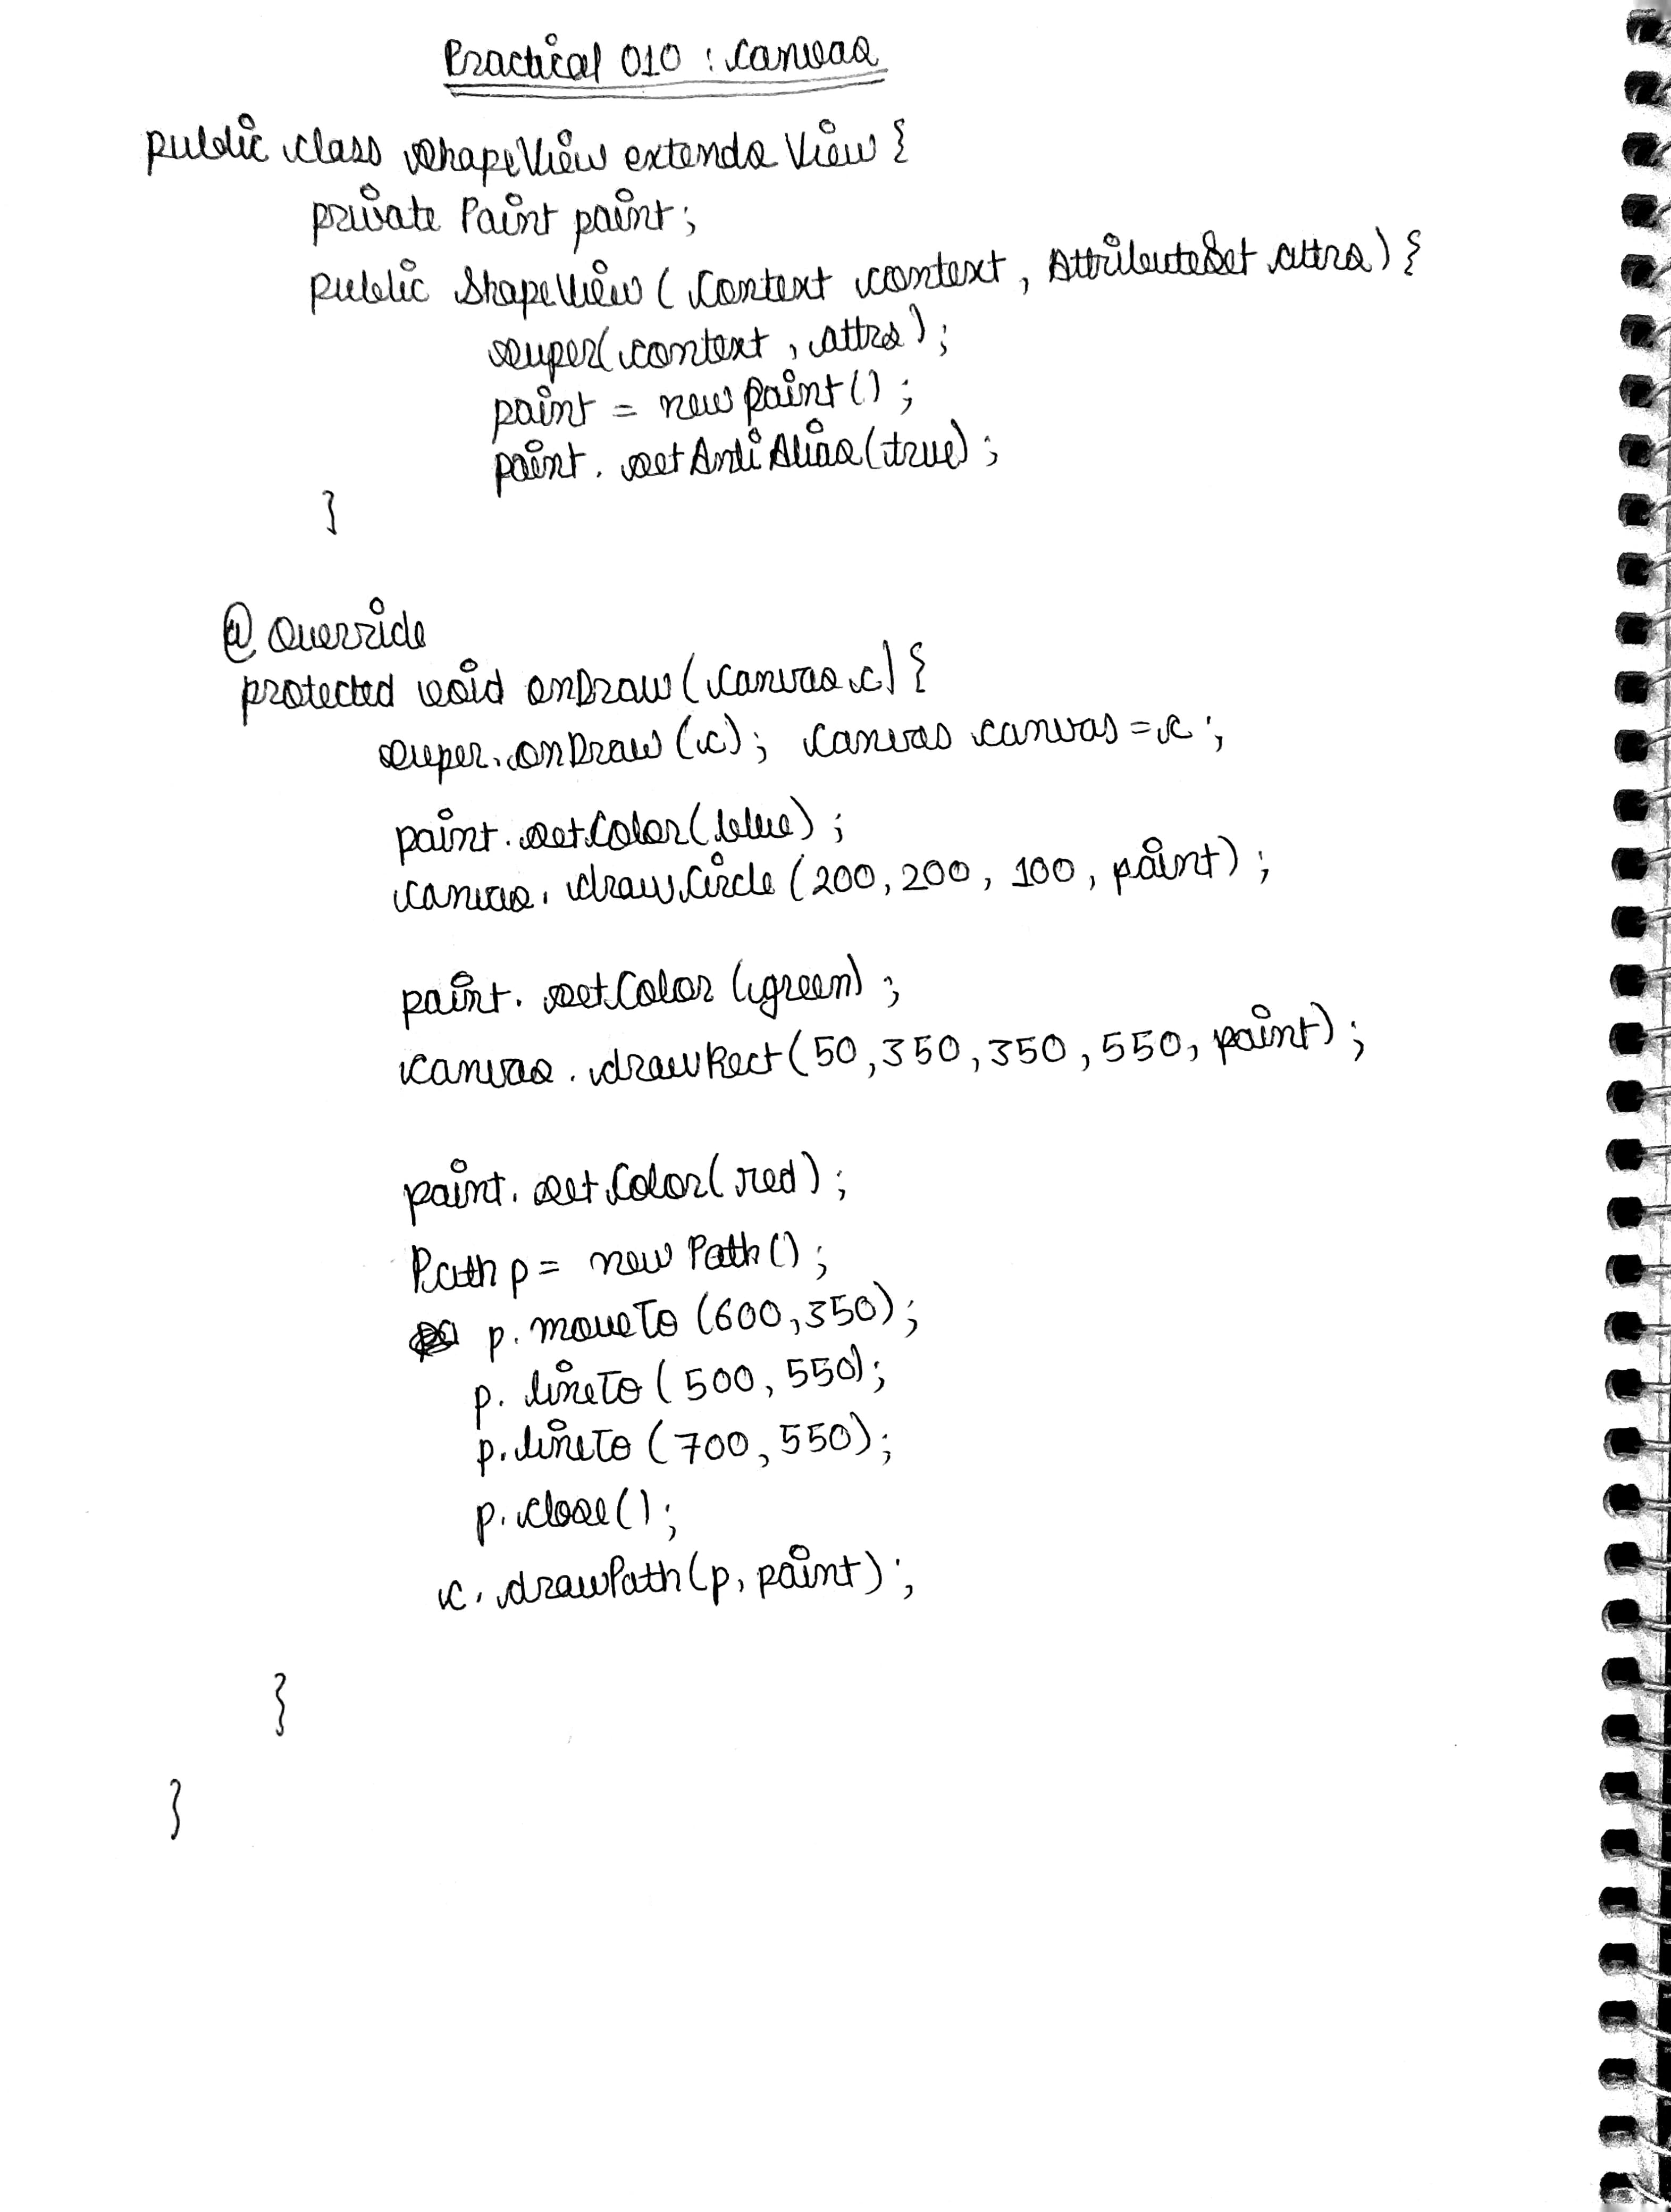 Practical 010 : Canvas
public class ShapeView extends View {
private Paint paint;
public ShapeView ( Context context , AttributeSet attrs ) {
super( context , attrs ) ;
paint = new Paint() ;
paint . setAntiAlias (true) ;
}
@ Override
protected void onDraw ( Canvas c ) {
super. onDraw (c) ; Canvas canvas = c ;
paint . setColor ( blue ) ;
canvas . drawCircle ( 200 , 200 , 100 , paint ) ;
paint . setColor (green) ;
canvas . drawRect ( 50 , 350 , 350 , 550 , paint ) ;
paint . setColor ( red ) ;
Path p = new Path () ;
p. moveTo (600 , 350) ;
p. lineTo ( 500 , 550) ;
p. lineTo ( 700 , 550) ;
p. close () ;
c . drawPath (p, paint) ;
}
}